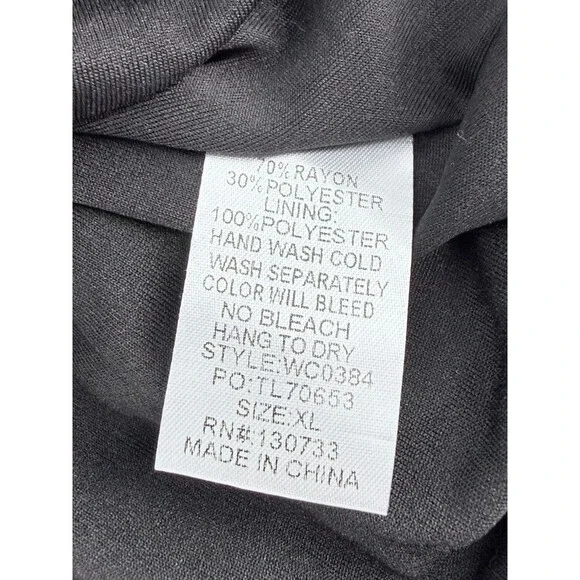 70% RAYON
30% POLYESTER
LINING:
100% POLYESTER
HAND WASH COLD
WASH SEPARATELY
COLOR WILL BLEED
NO BLEACH
HANG TO DRY
STYLE:WC0384
PO:TL70653
SIZE:XL
RN#:130733
MADE IN CHINA